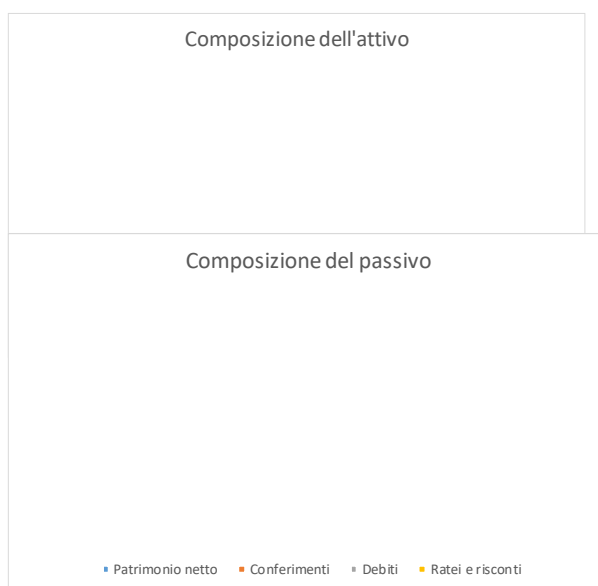 Composizione dell'attivo
Composizione del passivo
Patrimonio netto Conferimenti Debiti Ratei e risconti